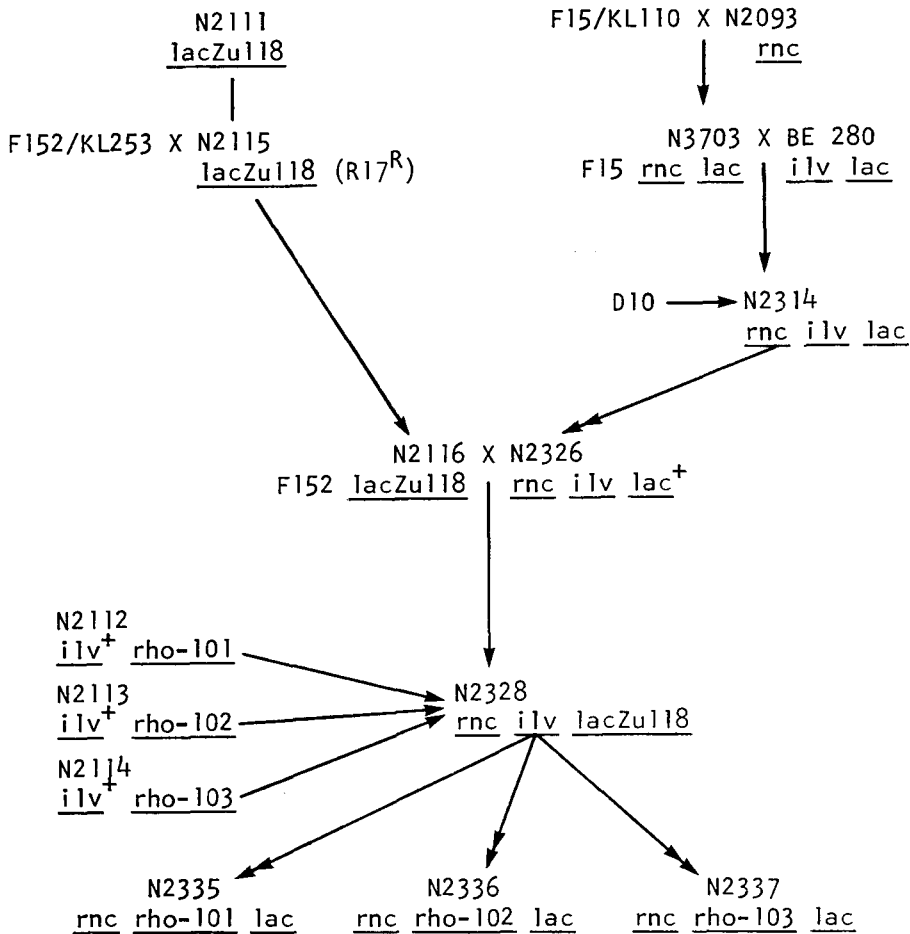 N2111
lacZu118
F15/KL110 X N2093
rnc
F152/KL253 X N2115
lacZu118 (R17^R)
N3703 X BE 280
F15 rnc lac ilv lac
D10
N2314
rnc ilv lac
N2116 X N2326
F152 lacZu118 rnc ilv lac+
N2112
ilv+ rho-101
N2113
ilv+ rho-102
N2114
ilv+ rho-103
N2328
rnc ilv lacZu118
N2335
rnc rho-101 lac
N2336
rnc rho-102 lac
N2337
rnc rho-103 lac